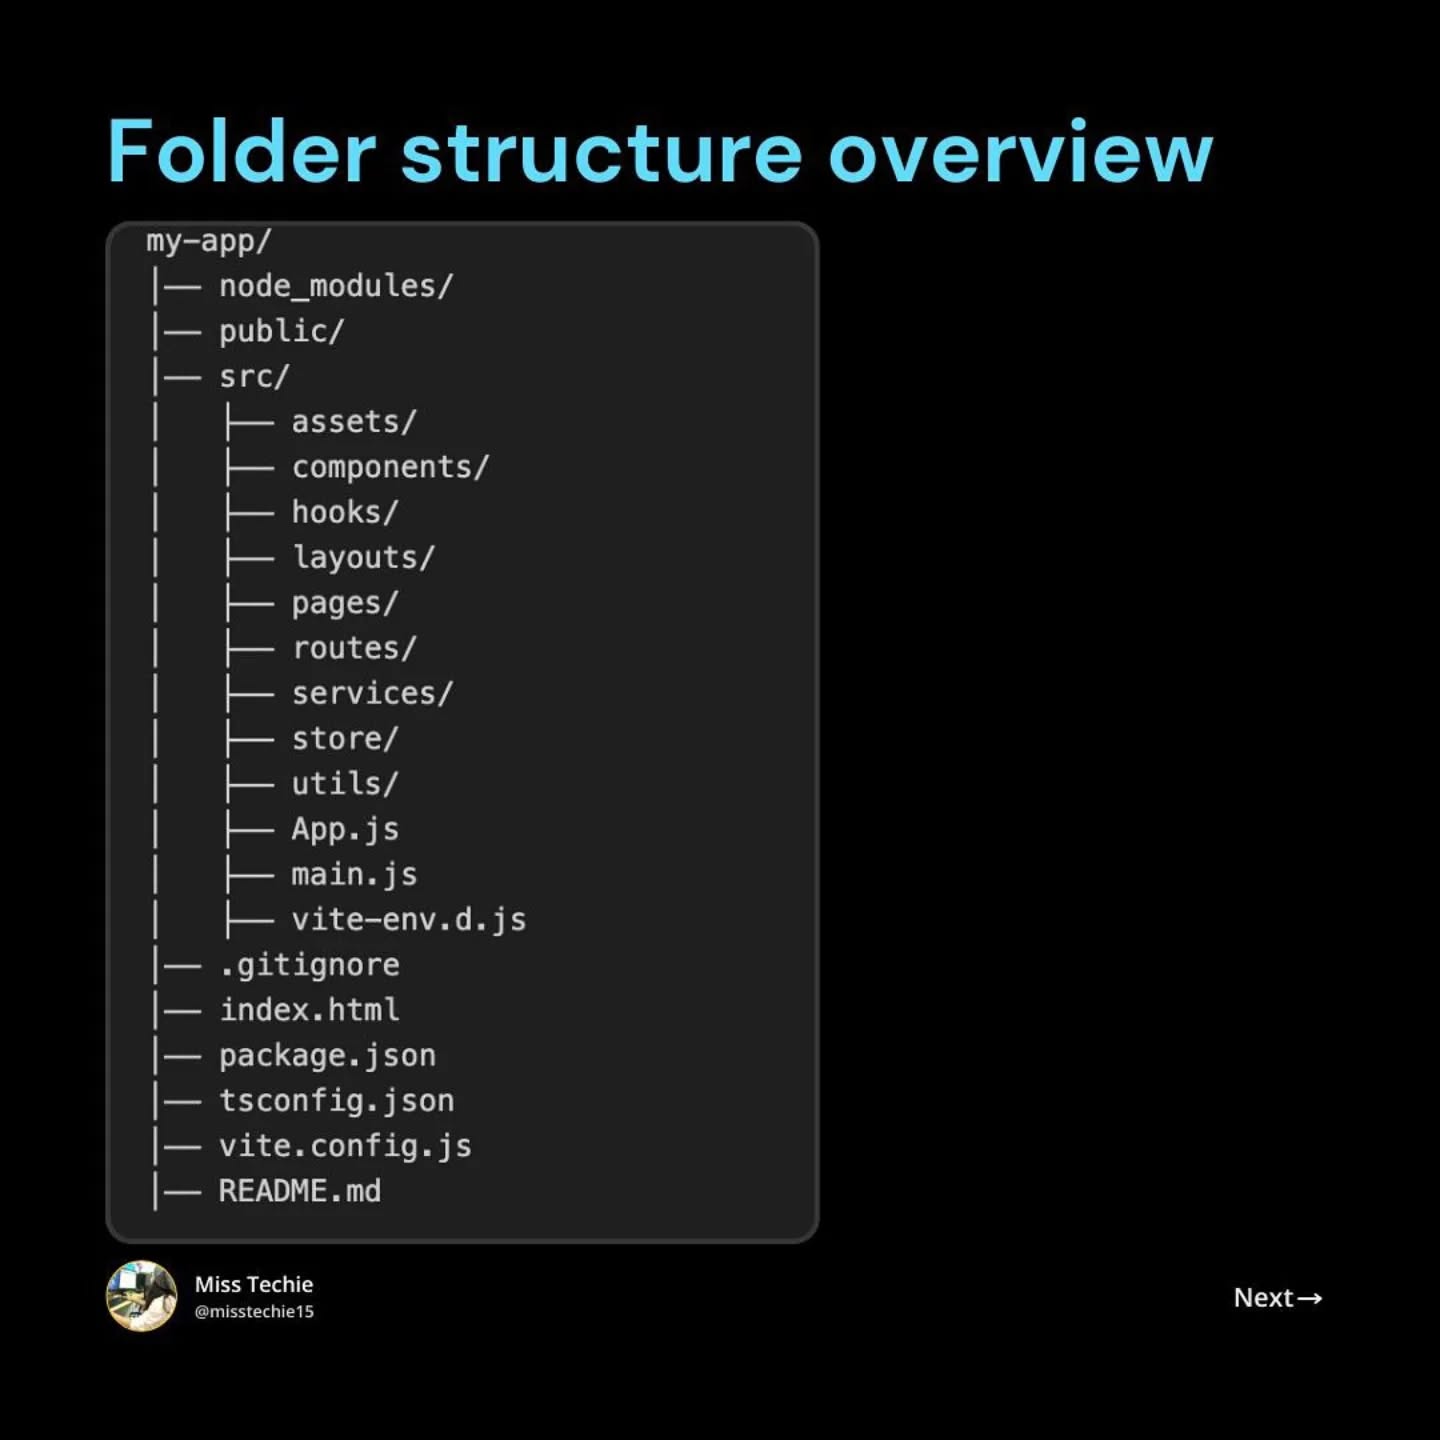 Folder structure overview
my-app/
├── node_modules/
├── public/
├── src/
│   ├── assets/
│   ├── components/
│   ├── hooks/
│   ├── layouts/
│   ├── pages/
│   ├── routes/
│   ├── services/
│   ├── store/
│   ├── utils/
│   ├── App.js
│   ├── main.js
│   ├── vite-env.d.js
├── .gitignore
├── index.html
├── package.json
├── tsconfig.json
├── vite.config.js
├── README.md
Miss Techie
@misstechie15
Next→